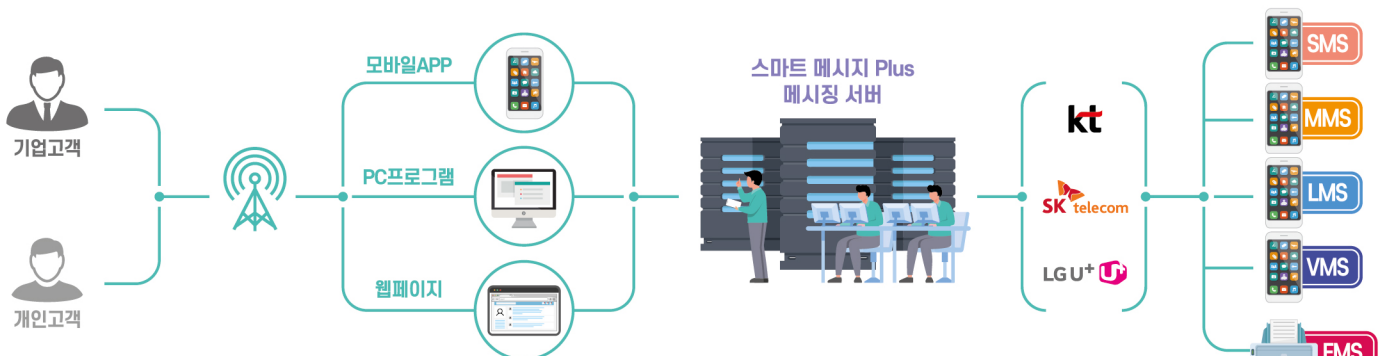 기업고객
개인고객
모바일APP
PC프로그램
웹페이지
스마트 메시지 Plus
메시징 서버
kt
SK telecom
LG U+ U+
SMS
MMS
LMS
VMS